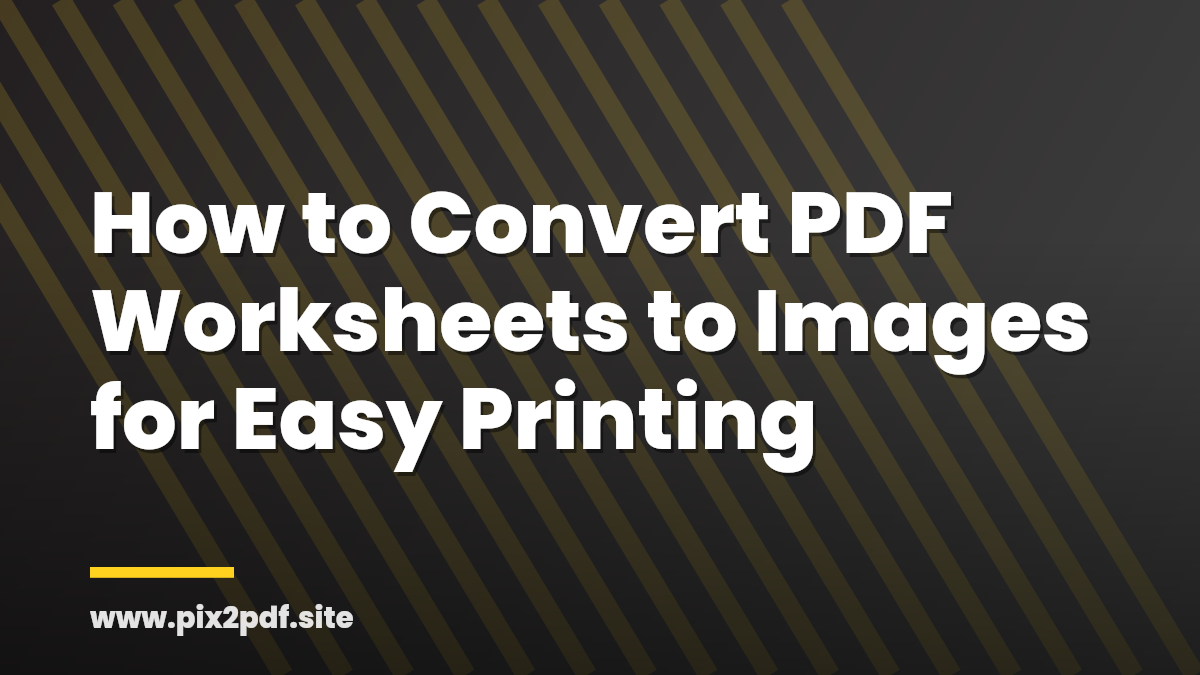 How to Convert PDF
Worksheets to Images
for Easy Printing
www.pix2pdf.site